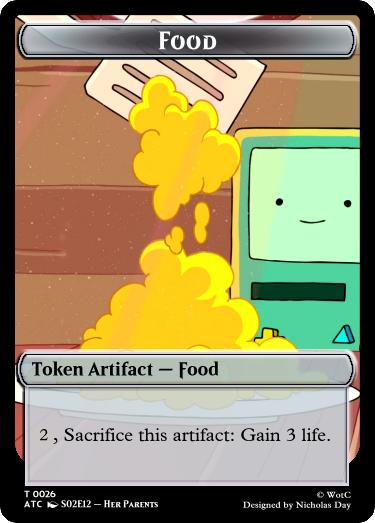 Food
Token Artifact — Food
2 , Sacrifice this artifact: Gain 3 life.
T 0026 © WotC
ATC S02E12 — Her Parents Designed by Nicholas Day